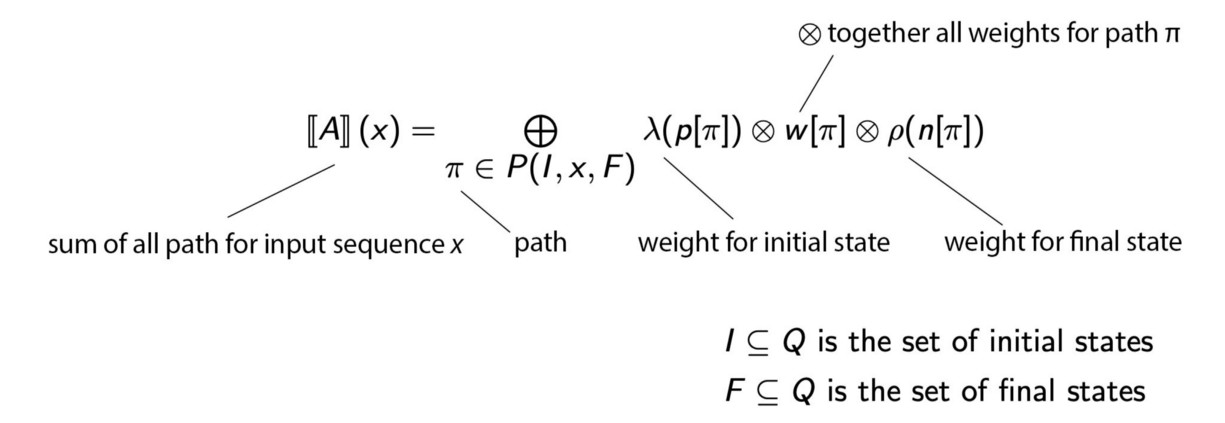 ⊗ together all weights for path π
⟦A⟧ (x) = ⊕ λ(p[π]) ⊗ w[π] ⊗ ρ(n[π])
π ∈ P(I, x, F)
sum of all path for input sequence x path weight for initial state weight for final state
I ⊆ Q is the set of initial states
F ⊆ Q is the set of final states